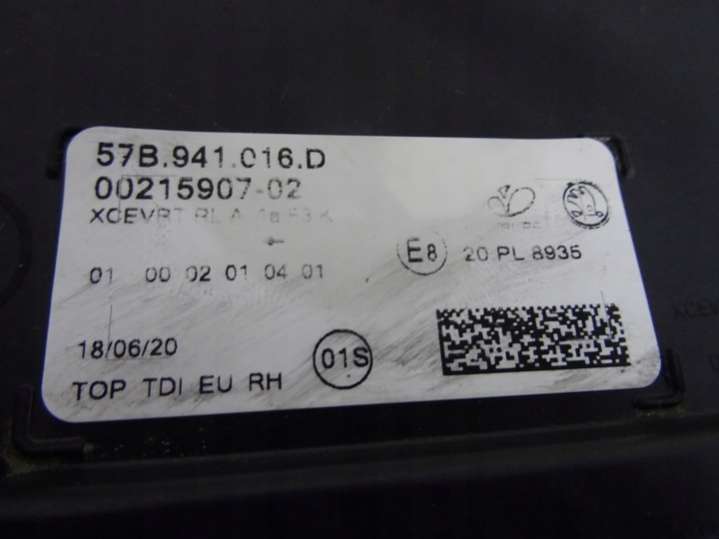 57B.941.016.D
00215907-02
E8 20 PL 8935
01 00 02 01 04 01
18/06/20
01S
TOP TDI EU RH